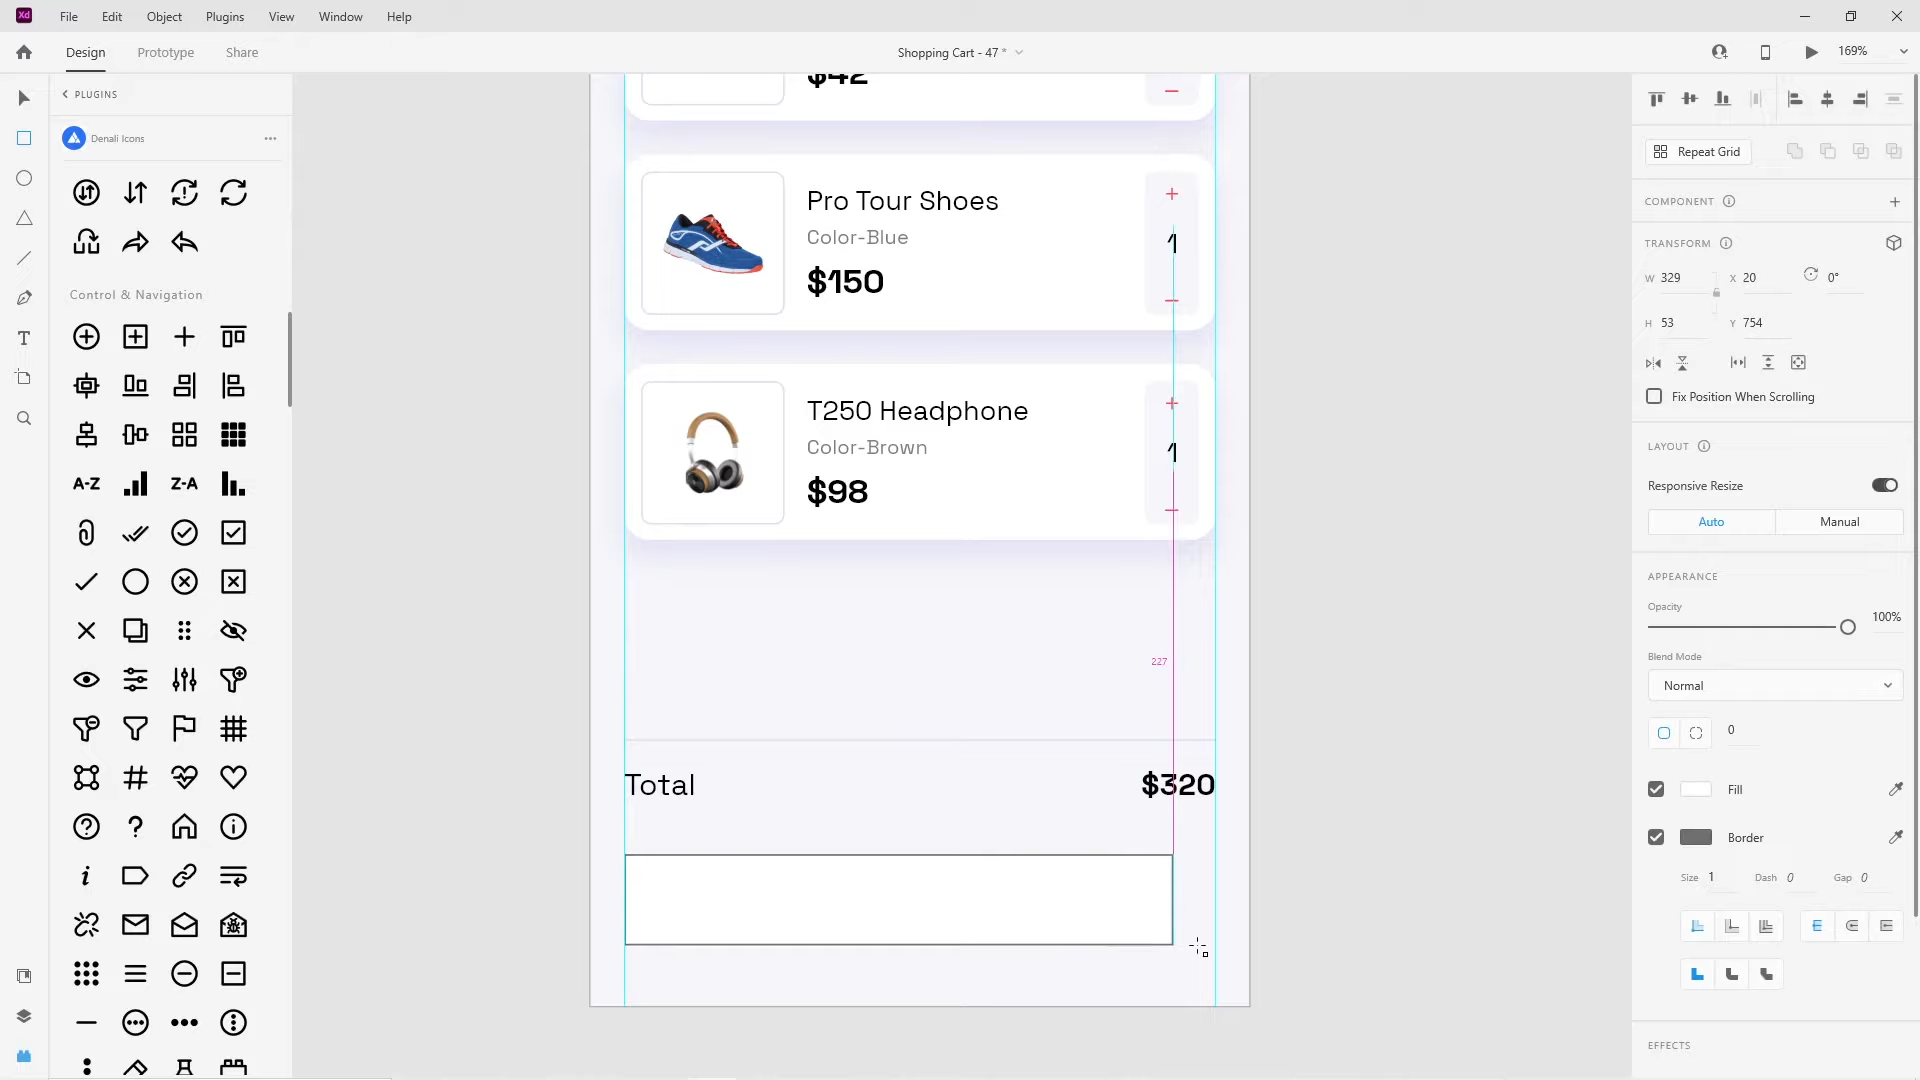 Xd File Edit Object Plugins View Window Help
Design Prototype Share
Shopping Cart - 47 *
169%
PLUGINS
Denali Icons
Control & Navigation
A-Z
Z-A
$42
Pro Tour Shoes
Color-Blue
$150
1
T250 Headphone
Color-Brown
$98
1
227
Total
$320
Repeat Grid
COMPONENT
TRANSFORM
W 329 X 20 0°
H 53 Y 754
Fix Position When Scrolling
LAYOUT
Responsive Resize
Auto Manual
APPEARANCE
Opacity
100%
Blend Mode
Normal
0
Fill
Border
Size 1 Dash 0 Gap 0
EFFECTS